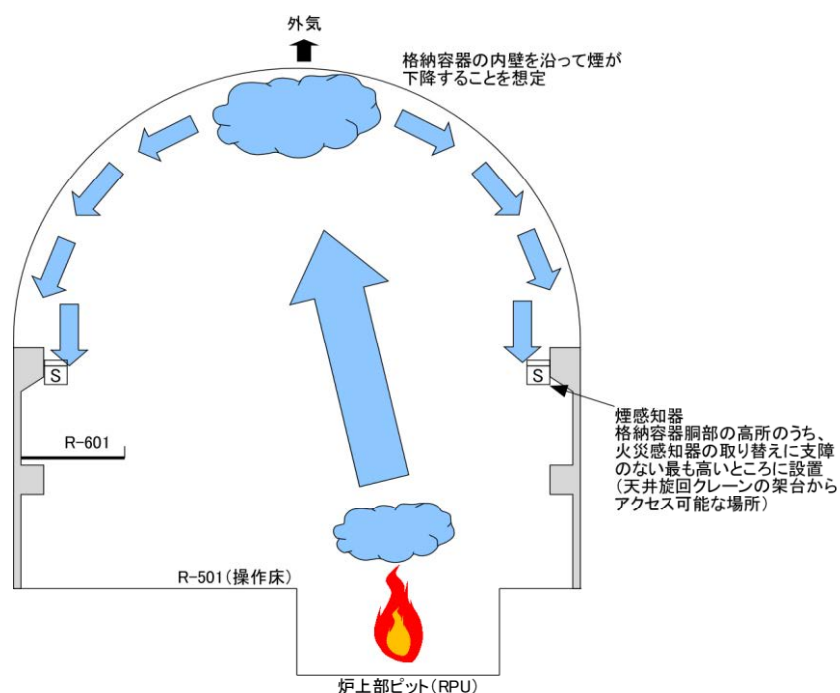 外気
格納容器の内壁を沿って煙が
下降することを想定
S
S
R-601
煙感知器
格納容器胴部の高所のうち、
火災感知器の取り替えに支障
のない最も高いところに設置
(天井旋回クレーンの架台から
アクセス可能な場所)
R-501(操作床)
炉上部ピット(RPU)